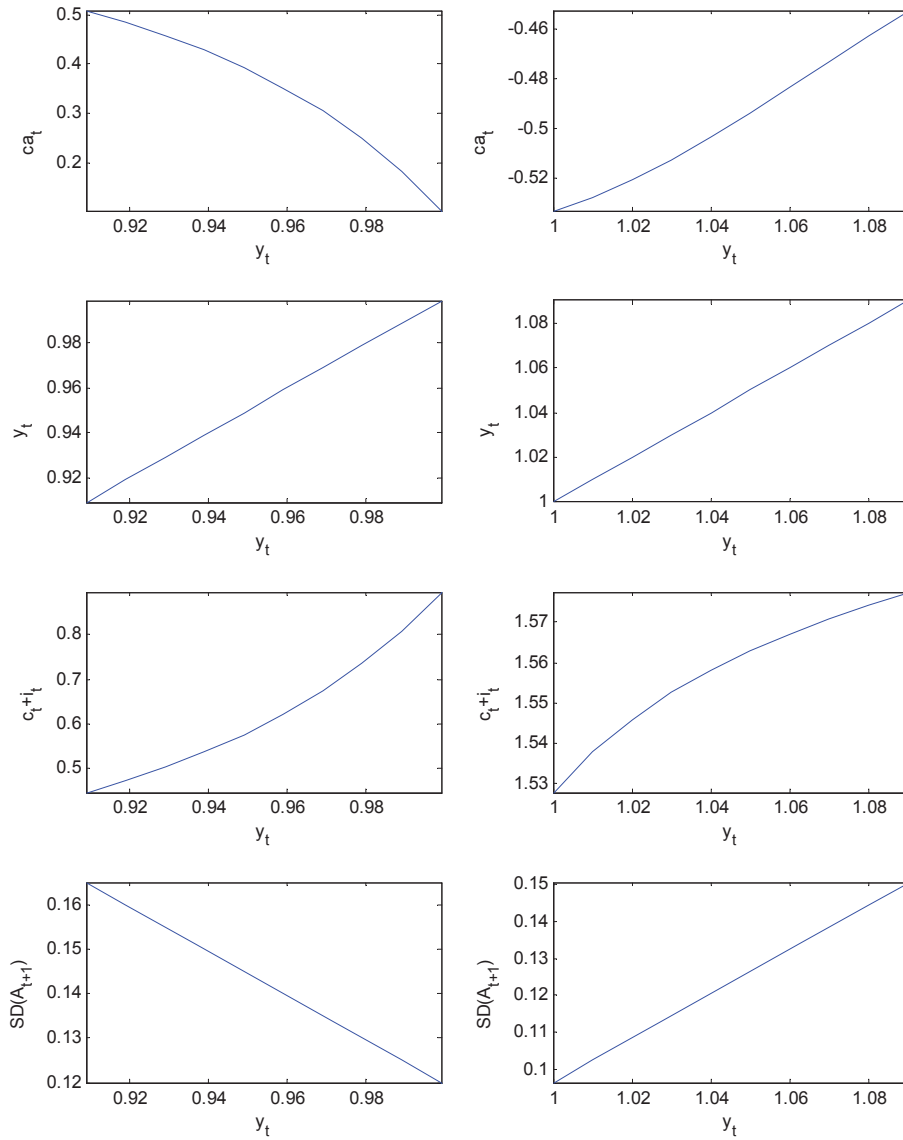 0.5
0.4
0.3
0.2
ca_t
0.92 0.94 0.96 0.98
y_t
-0.46
-0.48
-0.5
-0.52
ca_t
1 1.02 1.04 1.06 1.08
y_t
0.98
0.96
0.94
0.92
y_t
0.92 0.94 0.96 0.98
y_t
1.08
1.06
1.04
1.02
1
y_t
1 1.02 1.04 1.06 1.08
y_t
0.8
0.7
0.6
0.5
c_t+i_t
0.92 0.94 0.96 0.98
y_t
1.57
1.56
1.55
1.54
1.53
c_t+i_t
1 1.02 1.04 1.06 1.08
y_t
0.16
0.15
0.14
0.13
0.12
SD(A_{t+1})
0.92 0.94 0.96 0.98
y_t
0.15
0.14
0.13
0.12
0.11
0.1
SD(A_{t+1})
1 1.02 1.04 1.06 1.08
y_t